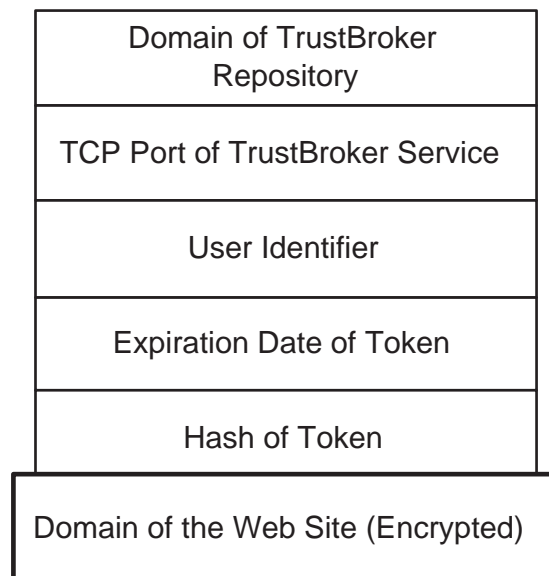 Domain of TrustBroker
Repository
TCP Port of TrustBroker Service
User Identifier
Expiration Date of Token
Hash of Token
Domain of the Web Site (Encrypted)